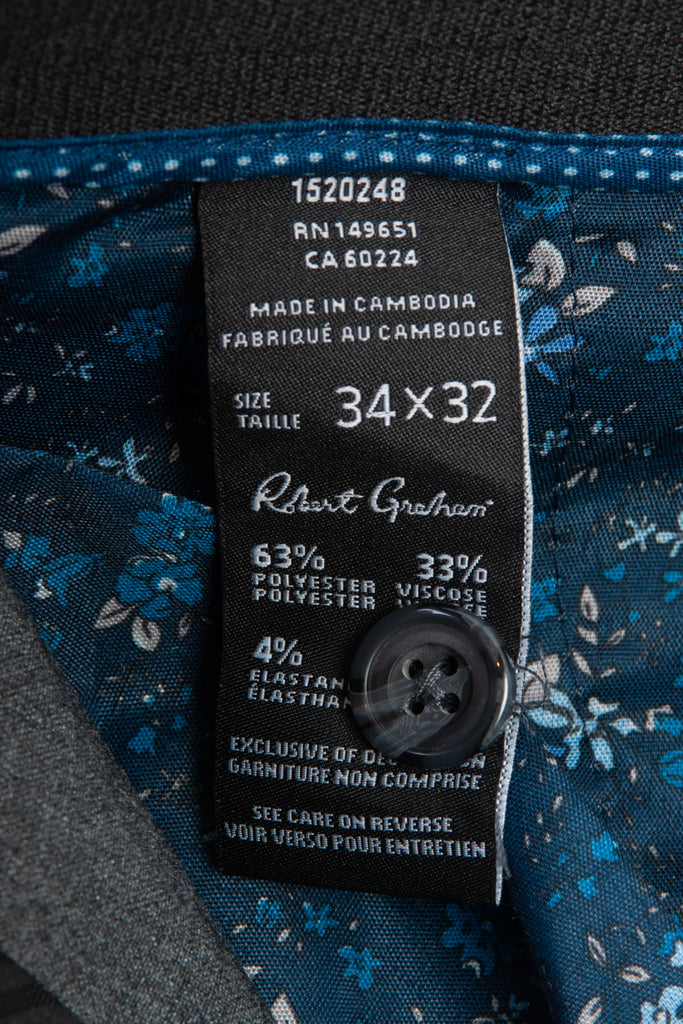 1520248
RN 149651
CA 60224
MADE IN CAMBODIA
FABRIQUÉ AU CAMBODGE
SIZE
TAILLE
34×32
Robert Graham
63% 33%
POLYESTER VISCOSE
POLYESTER
4%
EXCLUSIVE OF
GARNITURE NON COMPRISE
SEE CARE ON REVERSE
VOIR VERSO POUR ENTRETIEN